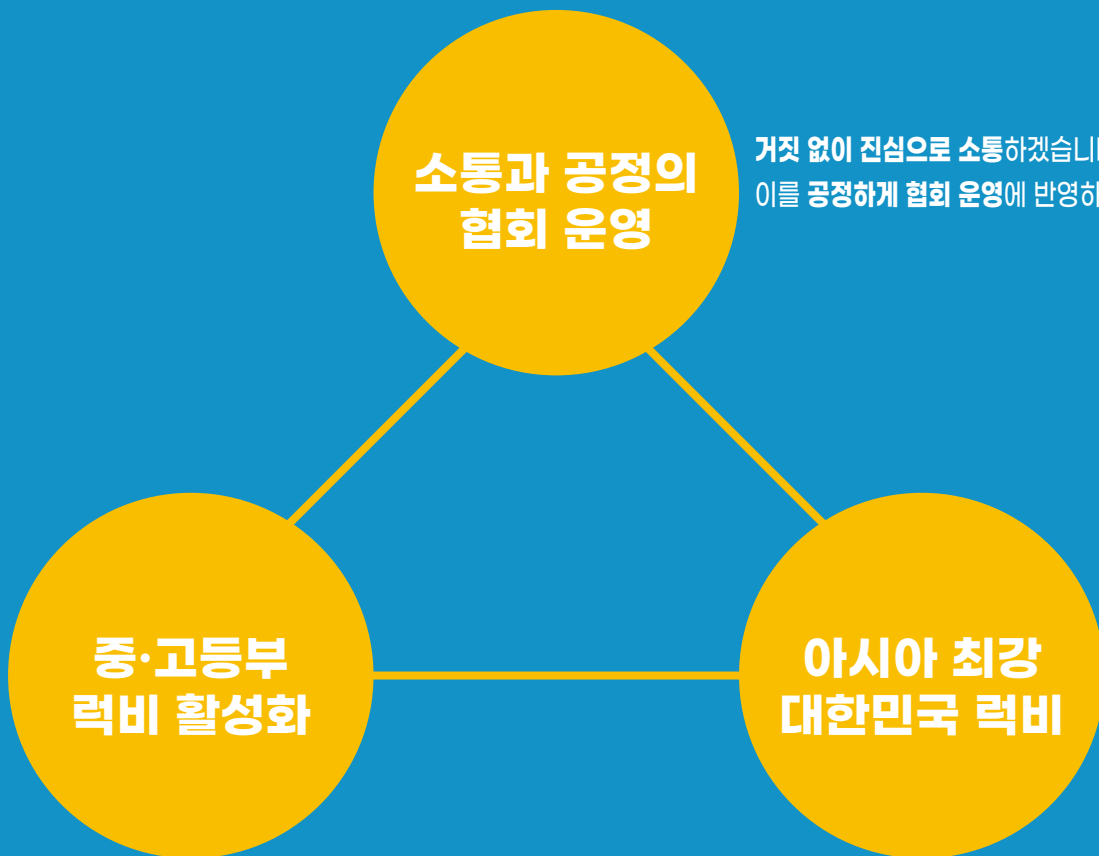 소통과 공정의
협회 운영
거짓 없이 진심으로 소통하겠습니
이를 공정하게 협회 운영에 반영하
중·고등부
럭비 활성화
아시아 최강
대한민국 럭비